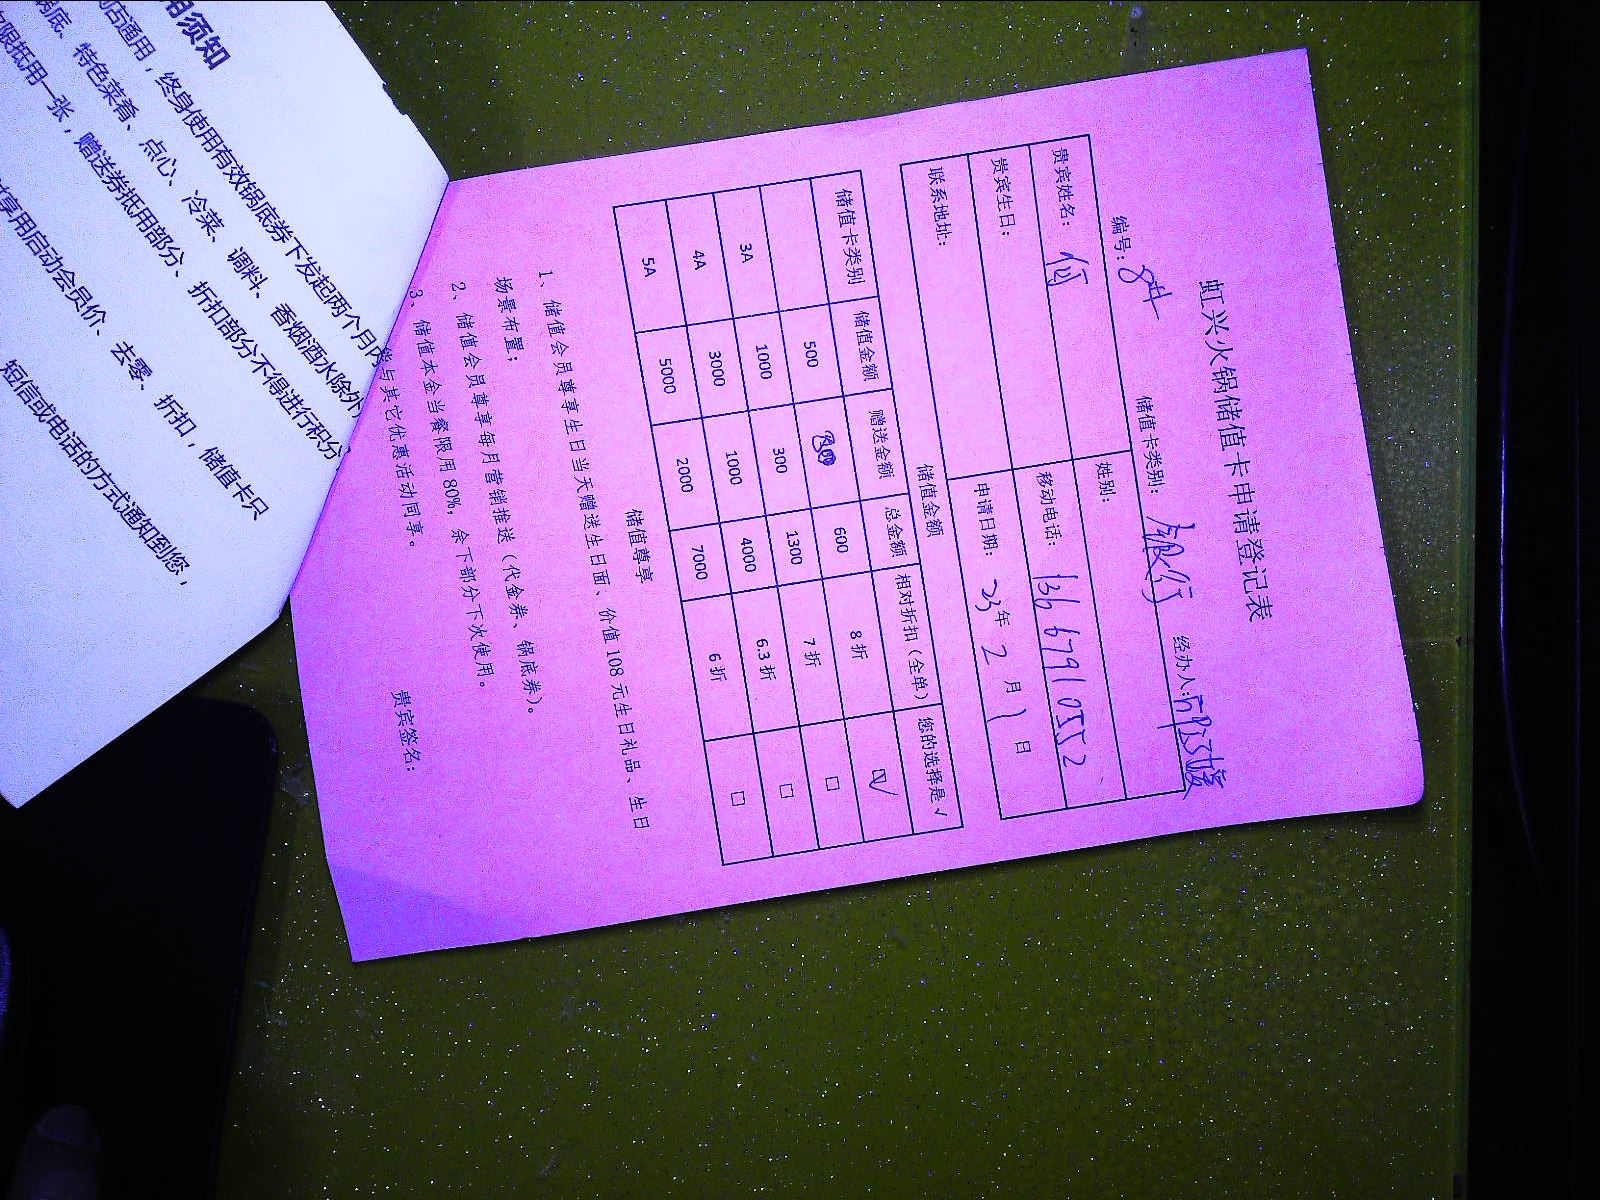 虹兴火锅储值卡申请登记表
编号： 储值卡类别：银行 经办人：
贵宾姓名：何 姓别：
贵宾生日： 移动电话：13667910552
联系地址： 申请日期：23年2月1日
储值金额
储值卡类别 储值金额 赠送金额 总金额 相对折扣（全单） 您的选择是√
500 600 8折 ☑
3A 1000 300 1300 7折 □
4A 3000 1000 4000 6.3折 □
5A 5000 2000 7000 6折 □
储值尊享
1、储值会员尊享生日当天赠送生日面、价值108元生日礼品、生日
场景布置；
2、储值会员尊享每月营销推送（代金券、锅底券）。
3、储值本金当餐限用80%，余下部分下次使用。
能与其它优惠活动同享。
贵宾签名：
用须知
店通用，终身使用有效锅底券下发起两个月内
锅底、特色菜肴、点心、冷菜、调料、香烟酒水除外
限抵用一张，赠送券抵用部分、折扣部分不得进行积分
享用启动会员价、去零、折扣，储值卡只
短信或电话的方式通知到您，